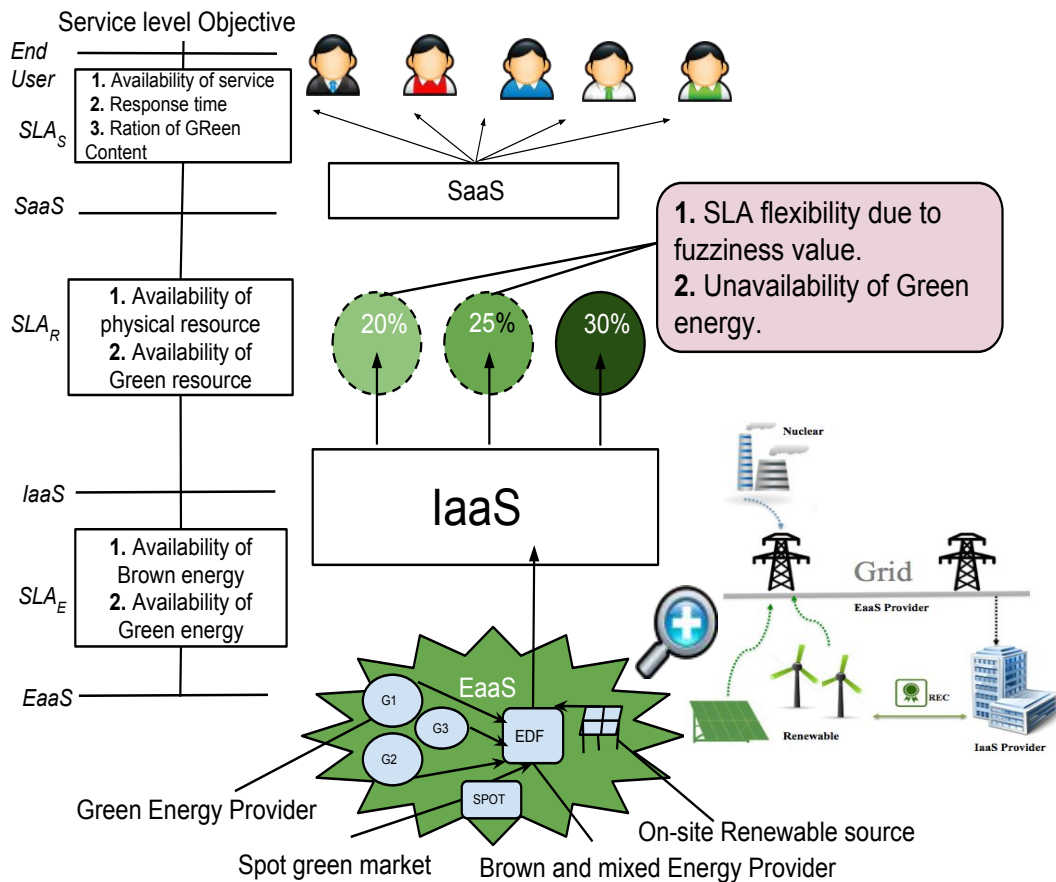 Service level Objective
End
User
1. Availability of service
2. Response time
3. Ration of GReen
Content
SLAS
SaaS
SaaS
1. SLA flexibility due to
fuzziness value.
2. Unavailability of Green
energy.
1. Availability of
physical resource
2. Availability of
Green resource
SLAR
20%
25%
30%
IaaS
IaaS
1. Availability of
Brown energy
2. Availability of
Green energy
SLAE
EaaS
EaaS
G1
G3
G2
EDF
SPOT
Green Energy Provider
Spot green market
Brown and mixed Energy Provider
On-site Renewable source
Nuclear
Grid
EaaS Provider
REC
Renewable
IaaS Provider